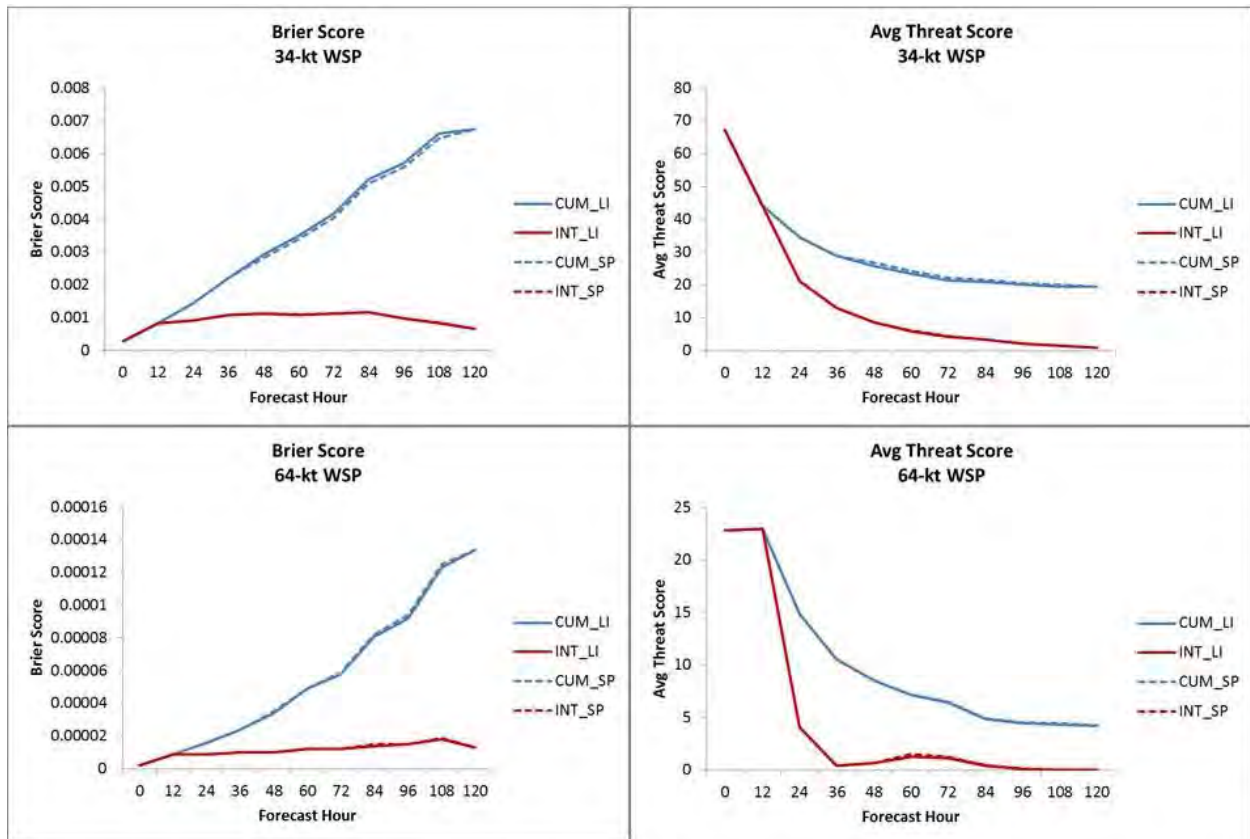 Brier Score
34-kt WSP
0.008
0.007
0.006
0.005
0.004
0.003
0.002
0.001
0
Brier Score
0 12 24 36 48 60 72 84 96 108 120
Forecast Hour
CUM_LI
INT_LI
CUM_SP
INT_SP
Avg Threat Score
34-kt WSP
80
70
60
50
40
30
20
10
0
Avg Threat Score
0 12 24 36 48 60 72 84 96 108 120
Forecast Hour
CUM_LI
INT_LI
CUM_SP
INT_SP
Brier Score
64-kt WSP
0.00016
0.00014
0.00012
0.0001
0.00008
0.00006
0.00004
0.00002
0
Brier Score
0 12 24 36 48 60 72 84 96 108 120
Forecast Hour
CUM_LI
INT_LI
CUM_SP
INT_SP
Avg Threat Score
64-kt WSP
25
20
15
10
5
0
Avg Threat Score
0 12 24 36 48 60 72 84 96 108 120
Forecast Hour
CUM_LI
INT_LI
CUM_SP
INT_SP